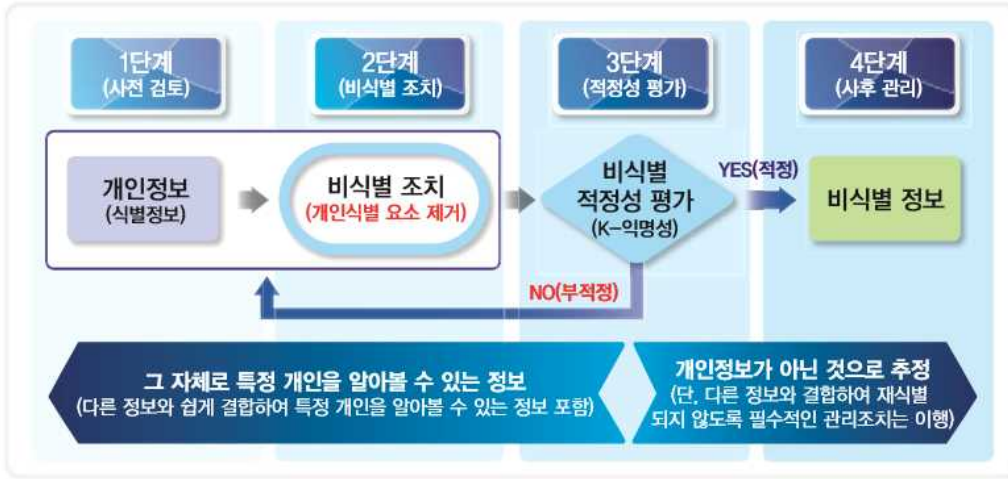 1단계
(사전 검토)
2단계
(비식별 조치)
3단계
(적정성 평가)
4단계
(사후 관리)
개인정보
(식별정보)
비식별 조치
(개인식별 요소 제거)
비식별
적정성 평가
(K-익명성)
YES(적정)
비식별 정보
NO(부적정)
그 자체로 특정 개인을 알아볼 수 있는 정보
(다른 정보와 쉽게 결합하여 특정 개인을 알아볼 수 있는 정보 포함)
개인정보가 아닌 것으로 추정
(단, 다른 정보와 결합하여 재식별
되지 않도록 필수적인 관리조치는 이행)